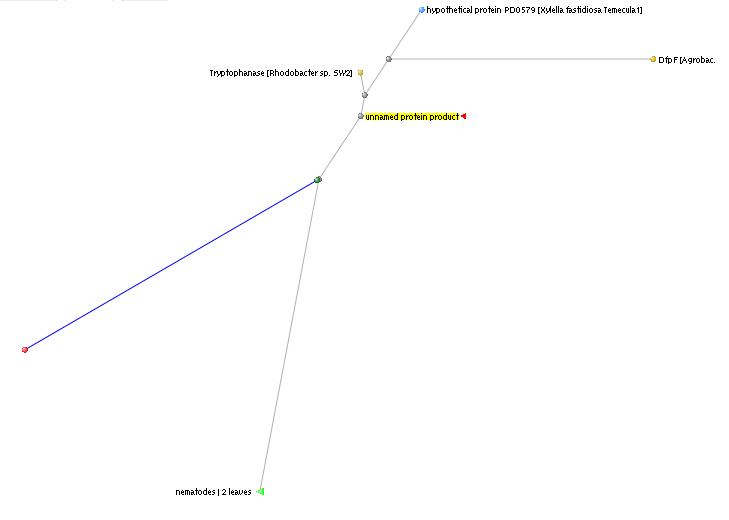 hypothetical protein PD0579 [Xylella fastidiosa Temecula1]
DfpF [Agrobac.
Tryptophanase [Rhodobacter sp. SW2]
unnamed protein product
nematodes | 2 leaves